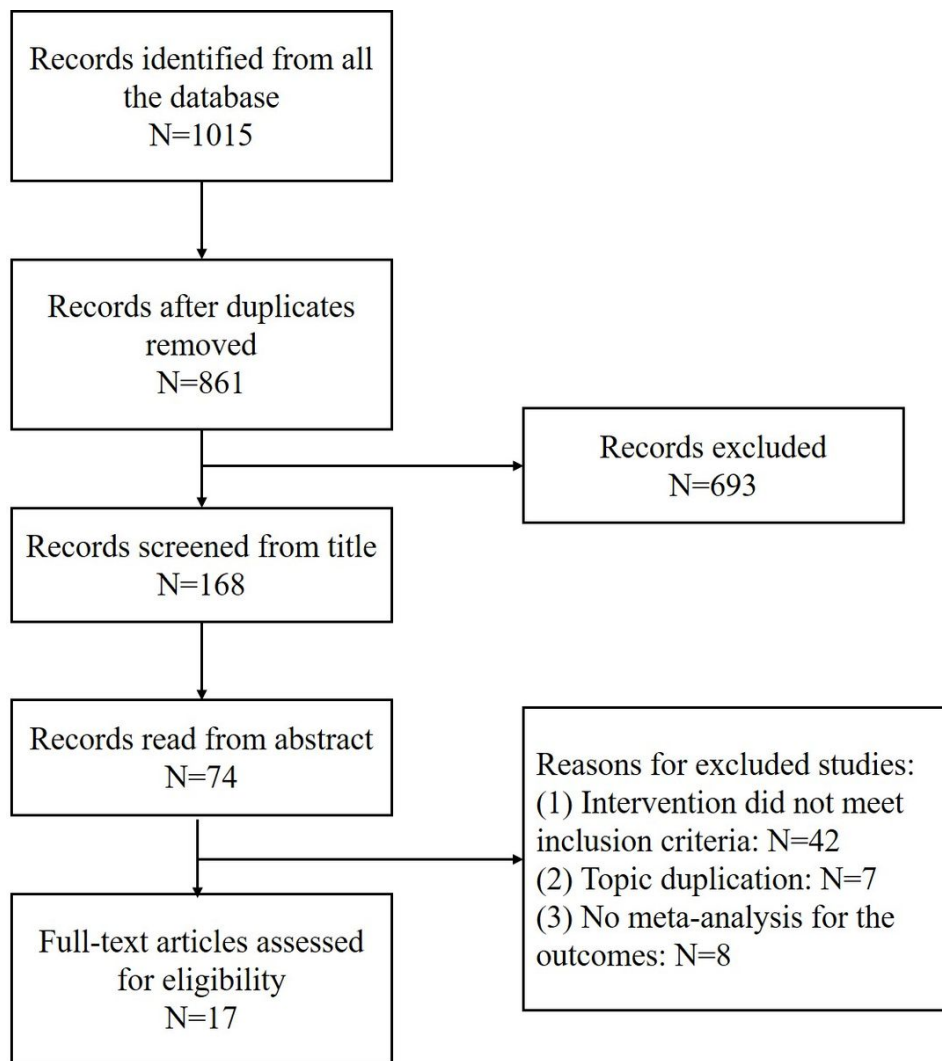 Records identified from all
the database
N=1015
Records after duplicates
removed
N=861
Records excluded
N=693
Records screened from title
N=168
Records read from abstract
N=74
Reasons for excluded studies:
(1) Intervention did not meet
inclusion criteria: N=42
(2) Topic duplication: N=7
(3) No meta-analysis for the
outcomes: N=8
Full-text articles assessed
for eligibility
N=17